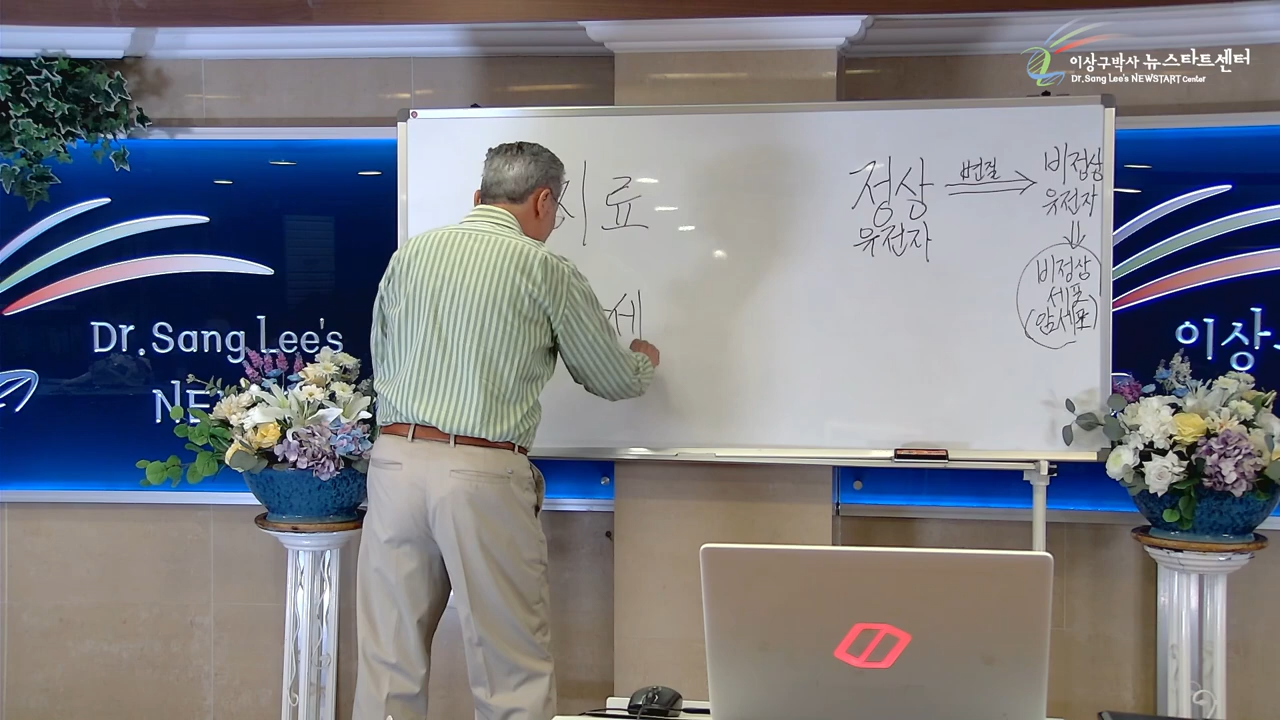 이상구박사 뉴스타트센터
Dr. Sang Lee's NEWSTART Center
치료
세
정상
유전자
변질
비정상
유전자
비정상
세포
(암세포)
Dr. Sang Lee's
이상